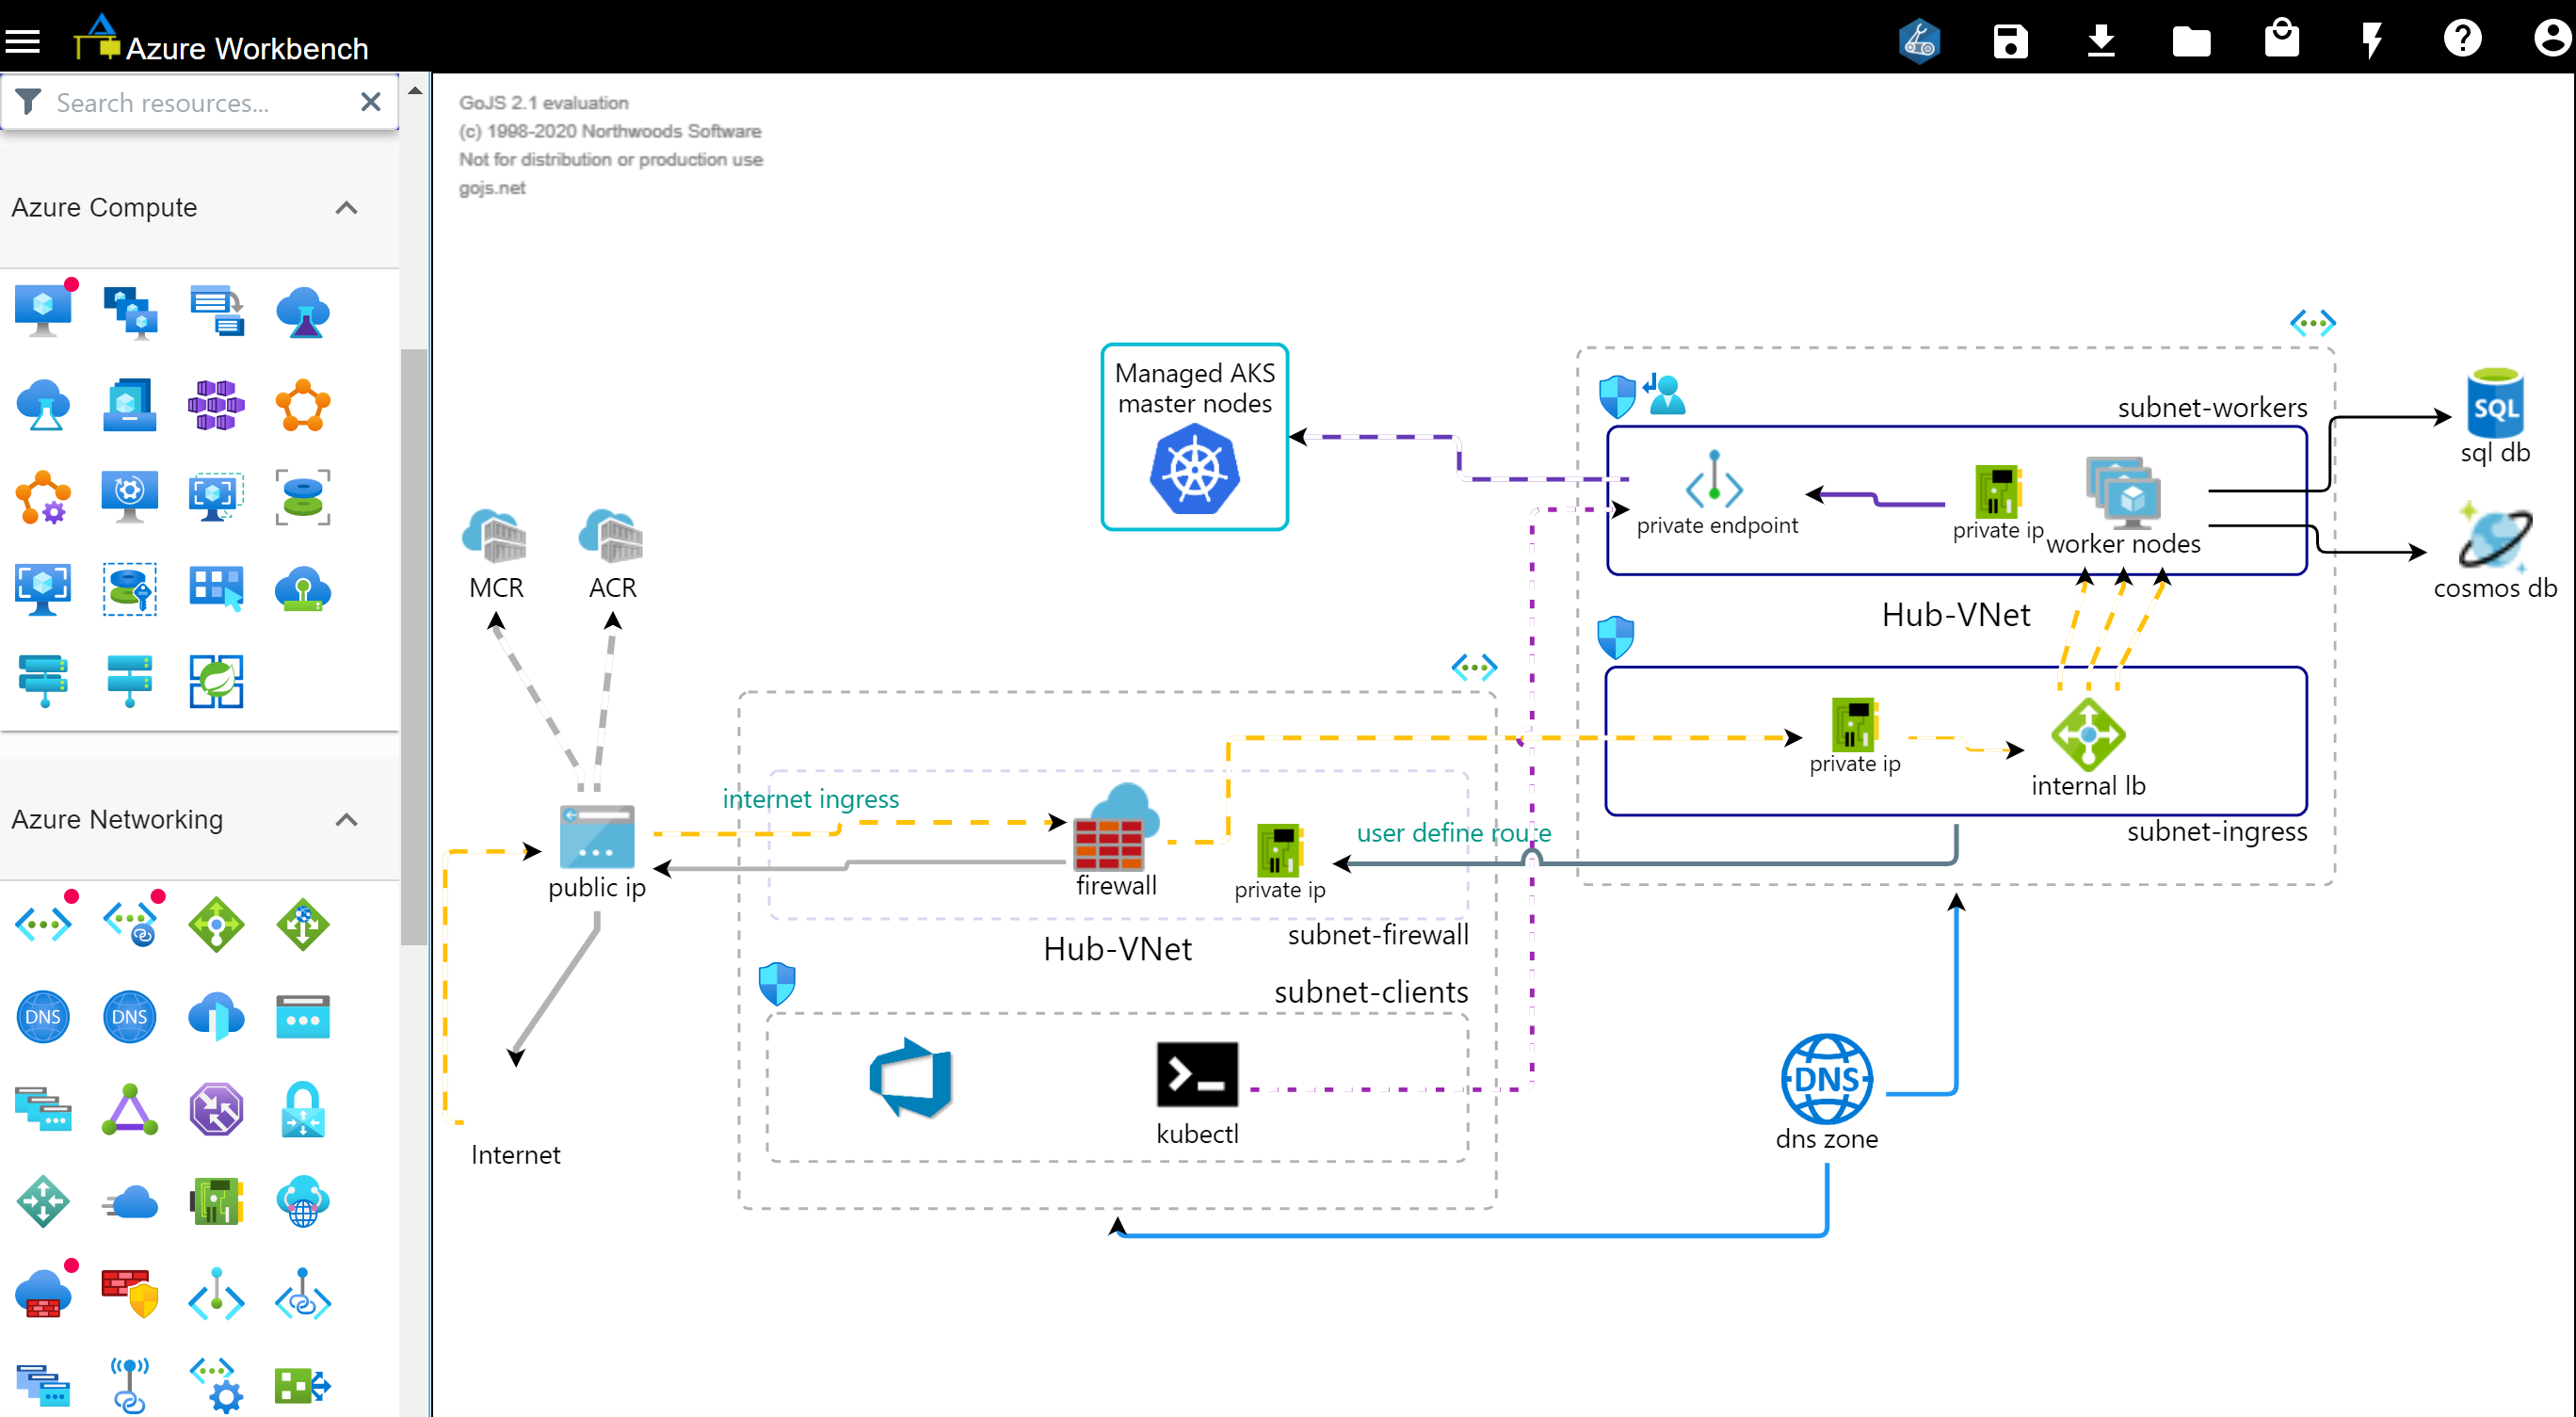 Azure Workbench
Search resources...
Azure Compute
Azure Networking
DNS
DNS
GoJS 2.1 evaluation
(c) 1998-2020 Northwoods Software
Not for distribution or production use
gojs.net
Managed AKS
master nodes
subnet-workers
SQL
sql db
private endpoint
private ip
worker nodes
MCR
ACR
cosmos db
Hub-VNet
private ip
internal lb
internet ingress
user define route
subnet-ingress
public ip
firewall
private ip
subnet-firewall
Hub-VNet
subnet-clients
DNS
kubectl
dns zone
Internet